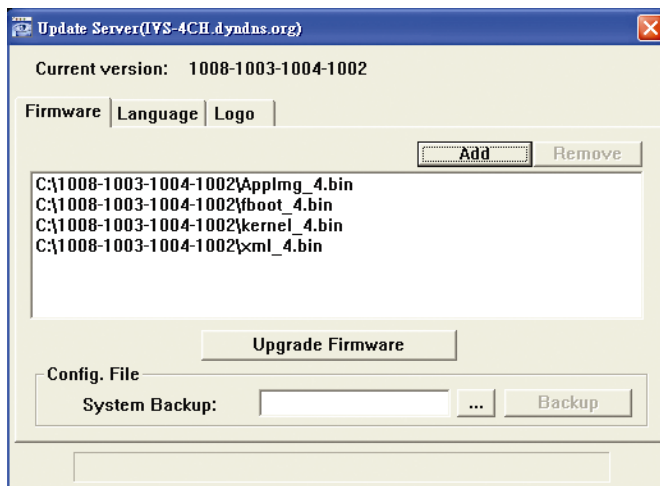 Update Server(IVS-4CH.dyndns.org)
Current version: 1008-1003-1004-1002
Firmware Language Logo
Add Remove
C:\1008-1003-1004-1002\AppImg_4.bin
C:\1008-1003-1004-1002\fboot_4.bin
C:\1008-1003-1004-1002\kernel_4.bin
C:\1008-1003-1004-1002\xml_4.bin
Upgrade Firmware
Config. File
System Backup: ... Backup